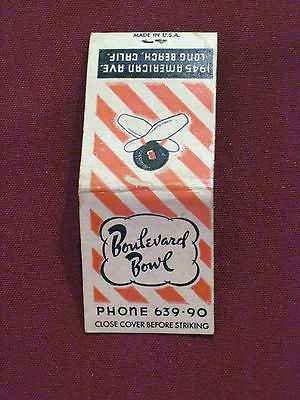 MADE IN U.S.A.
1945 AMERICAN AVE.
LONG BEACH, CALIF.
Boulevard
Bowl
PHONE 639-90
CLOSE COVER BEFORE STRIKING